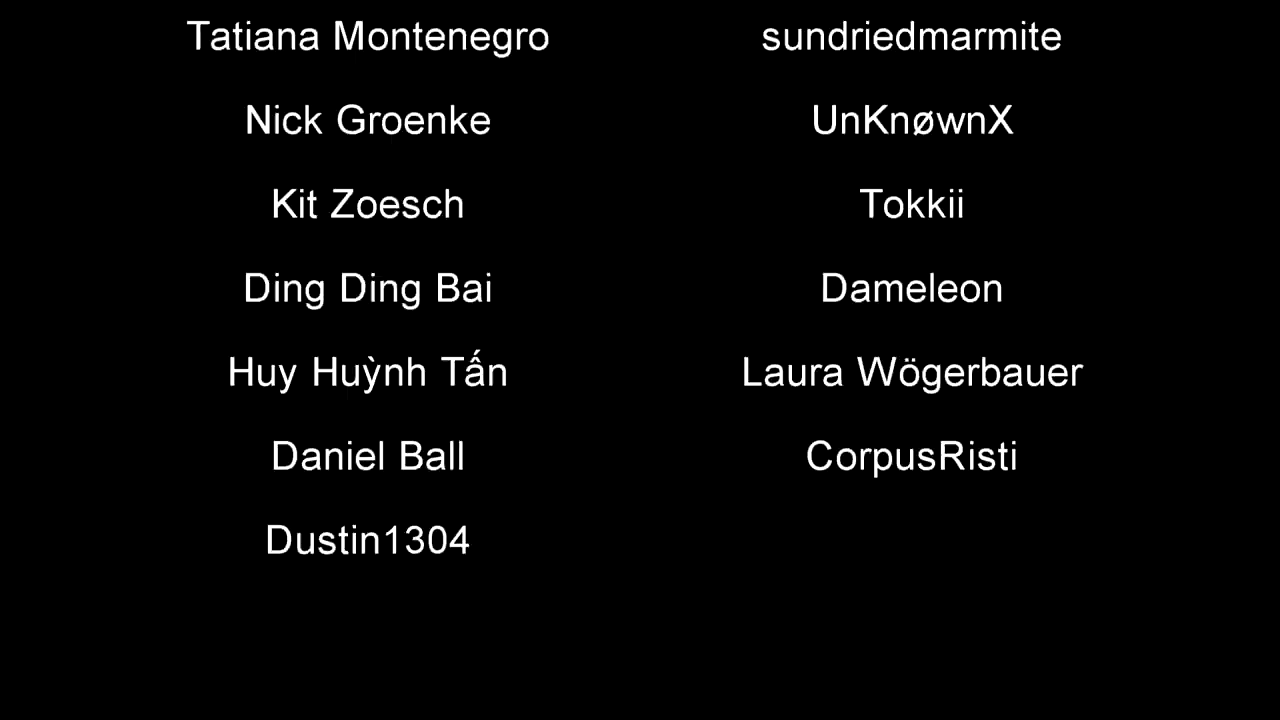 Tatiana Montenegro
sundriedmarmite
Nick Groenke
UnKnøwnX
Kit Zoesch
Tokkii
Ding Ding Bai
Dameleon
Huy Huỳnh Tấn
Laura Wögerbauer
Daniel Ball
CorpusRisti
Dustin1304